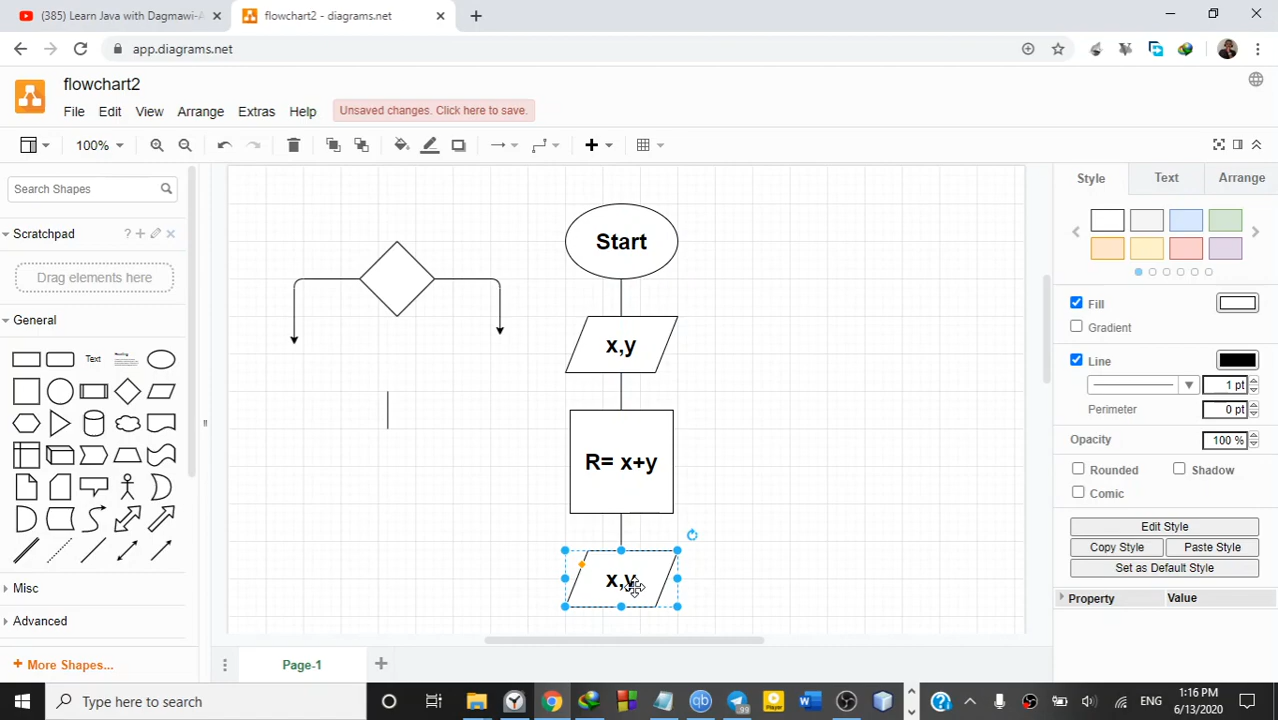 (385) Learn Java with Dagmawi-A
flowchart2 - diagrams.net
app.diagrams.net
flowchart2
File
Edit
View
Arrange
Extras
Help
Unsaved changes. Click here to save.
100%
Search Shapes
Scratchpad
?
Drag elements here
General
Text
Heading
Misc
Advanced
+ More Shapes...
Start
x,y
R= x+y
x,y
Page-1
Style
Text
Arrange
Fill
Gradient
Line
1 pt
Perimeter
0 pt
Opacity
100 %
Rounded
Shadow
Comic
Edit Style
Copy Style
Paste Style
Set as Default Style
Property
Value
Type here to search
99
Player
ENG
1:16 PM
6/13/2020